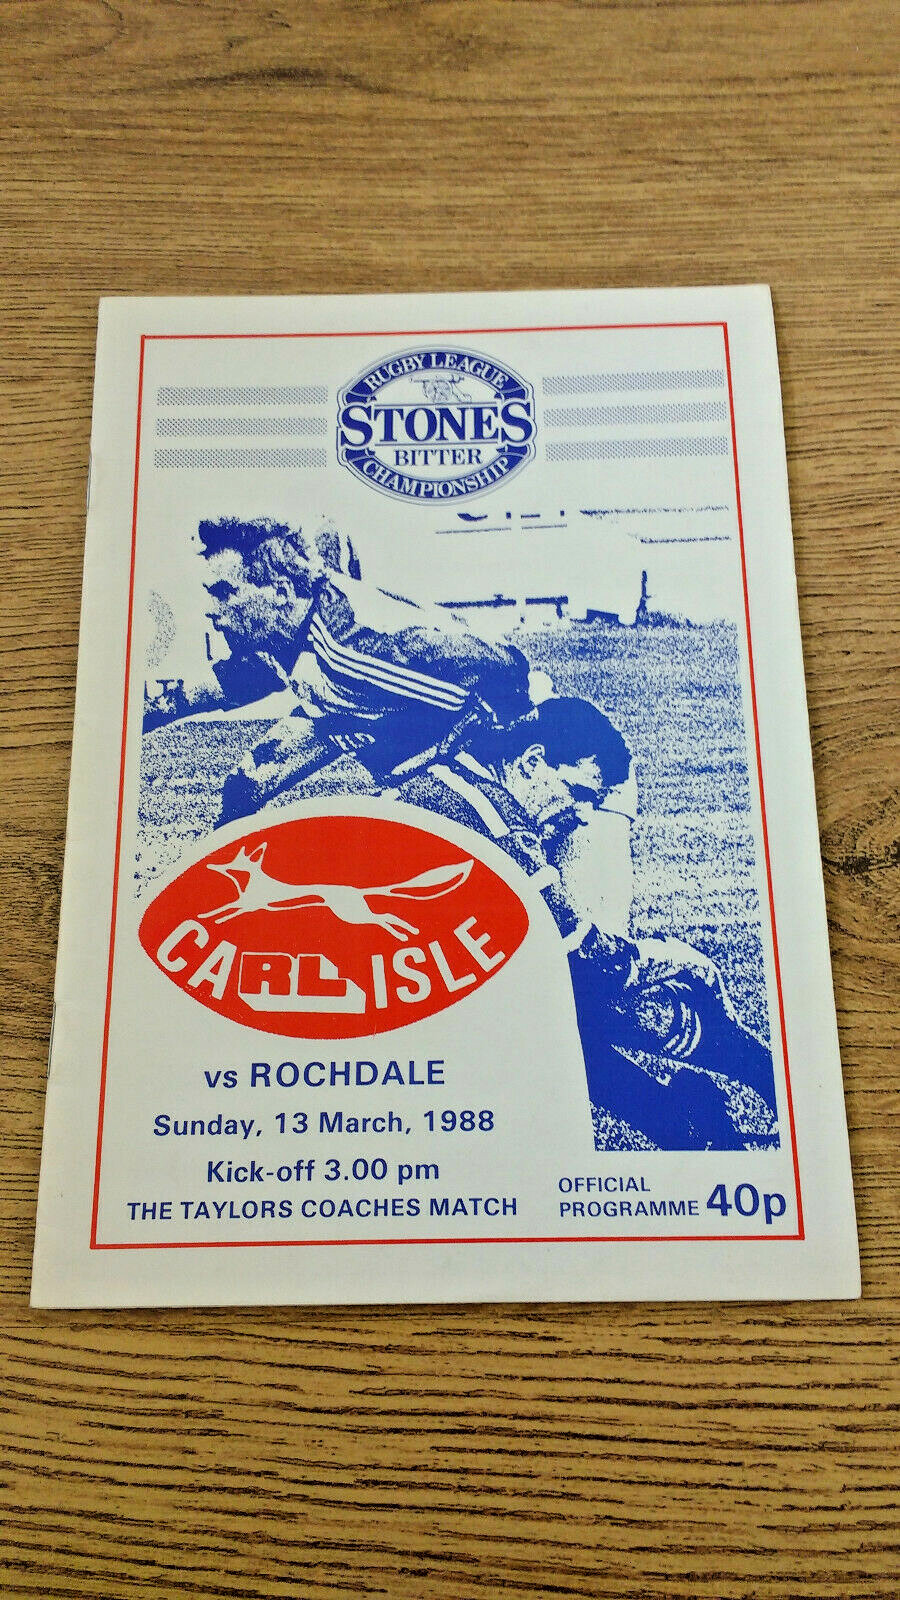 RUGBY LEAGUE
STONES
BITTER
CHAMPIONSHIP
CARLISLE
vs ROCHDALE
Sunday, 13 March, 1988
Kick-off 3.00 pm
THE TAYLORS COACHES MATCH
OFFICIAL
PROGRAMME 40p